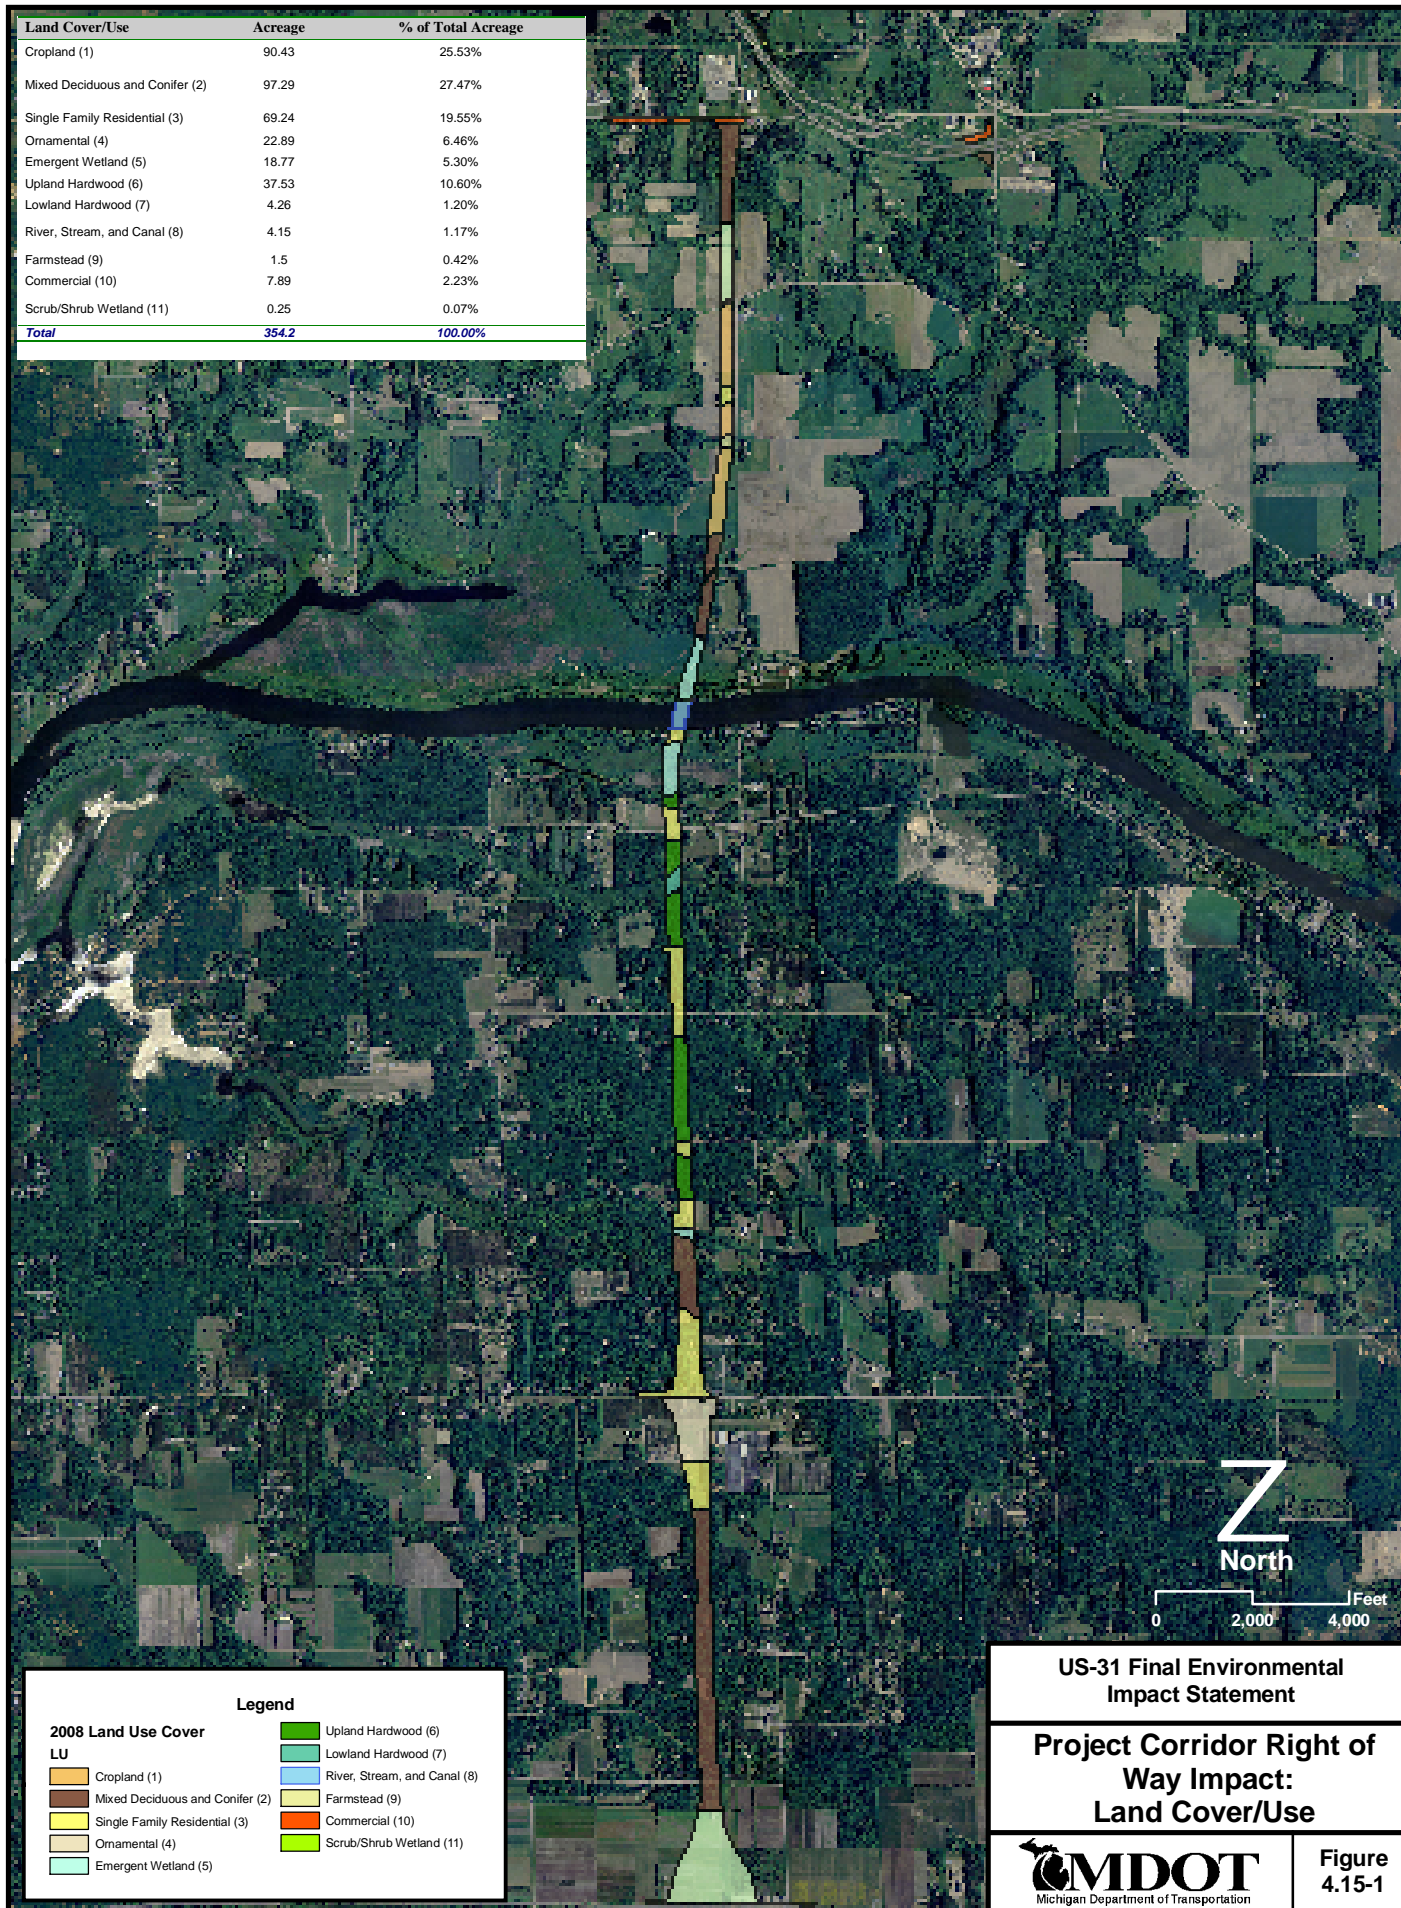 Land Cover/Use Acreage % of Total Acreage
Cropland (1) 90.43 25.53%
Mixed Deciduous and Conifer (2) 97.29 27.47%
Single Family Residential (3) 69.24 19.55%
Ornamental (4) 22.89 6.46%
Emergent Wetland (5) 18.77 5.30%
Upland Hardwood (6) 37.53 10.60%
Lowland Hardwood (7) 4.26 1.20%
River, Stream, and Canal (8) 4.15 1.17%
Farmstead (9) 1.5 0.42%
Commercial (10) 7.89 2.23%
Scrub/Shrub Wetland (11) 0.25 0.07%
Total 354.2 100.00%
Z
North
Feet
0 2,000 4,000
Legend
2008 Land Use Cover
LU
Cropland (1)
Mixed Deciduous and Conifer (2)
Single Family Residential (3)
Ornamental (4)
Emergent Wetland (5)
Upland Hardwood (6)
Lowland Hardwood (7)
River, Stream, and Canal (8)
Farmstead (9)
Commercial (10)
Scrub/Shrub Wetland (11)
US-31 Final Environmental
Impact Statement
Project Corridor Right of
Way Impact:
Land Cover/Use
MDOT
Michigan Department of Transportation
Figure
4.15-1